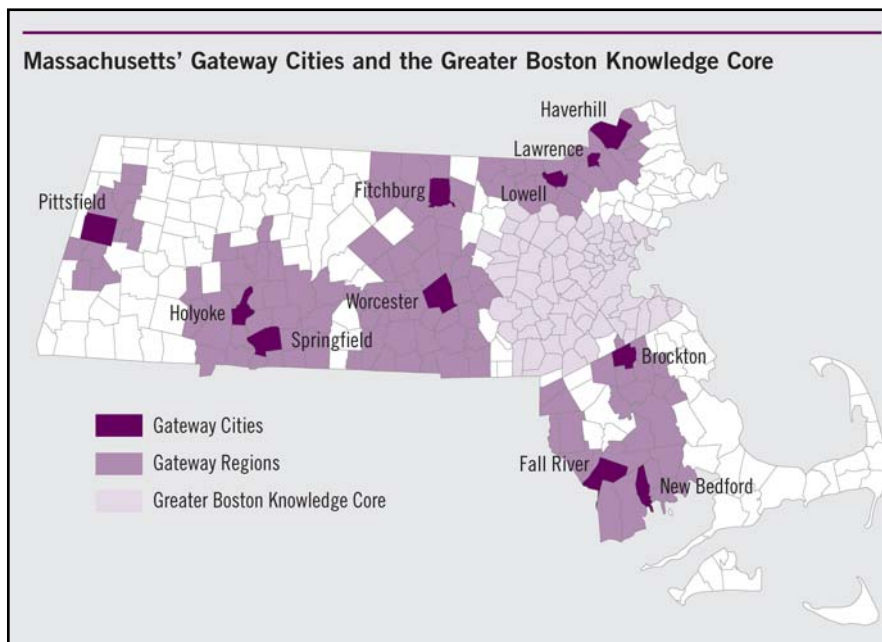 Massachusetts' Gateway Cities and the Greater Boston Knowledge Core
Haverhill
Lawrence
Fitchburg
Lowell
Pittsfield
Worcester
Holyoke
Springfield
Brockton
Gateway Cities
Gateway Regions
Fall River
New Bedford
Greater Boston Knowledge Core